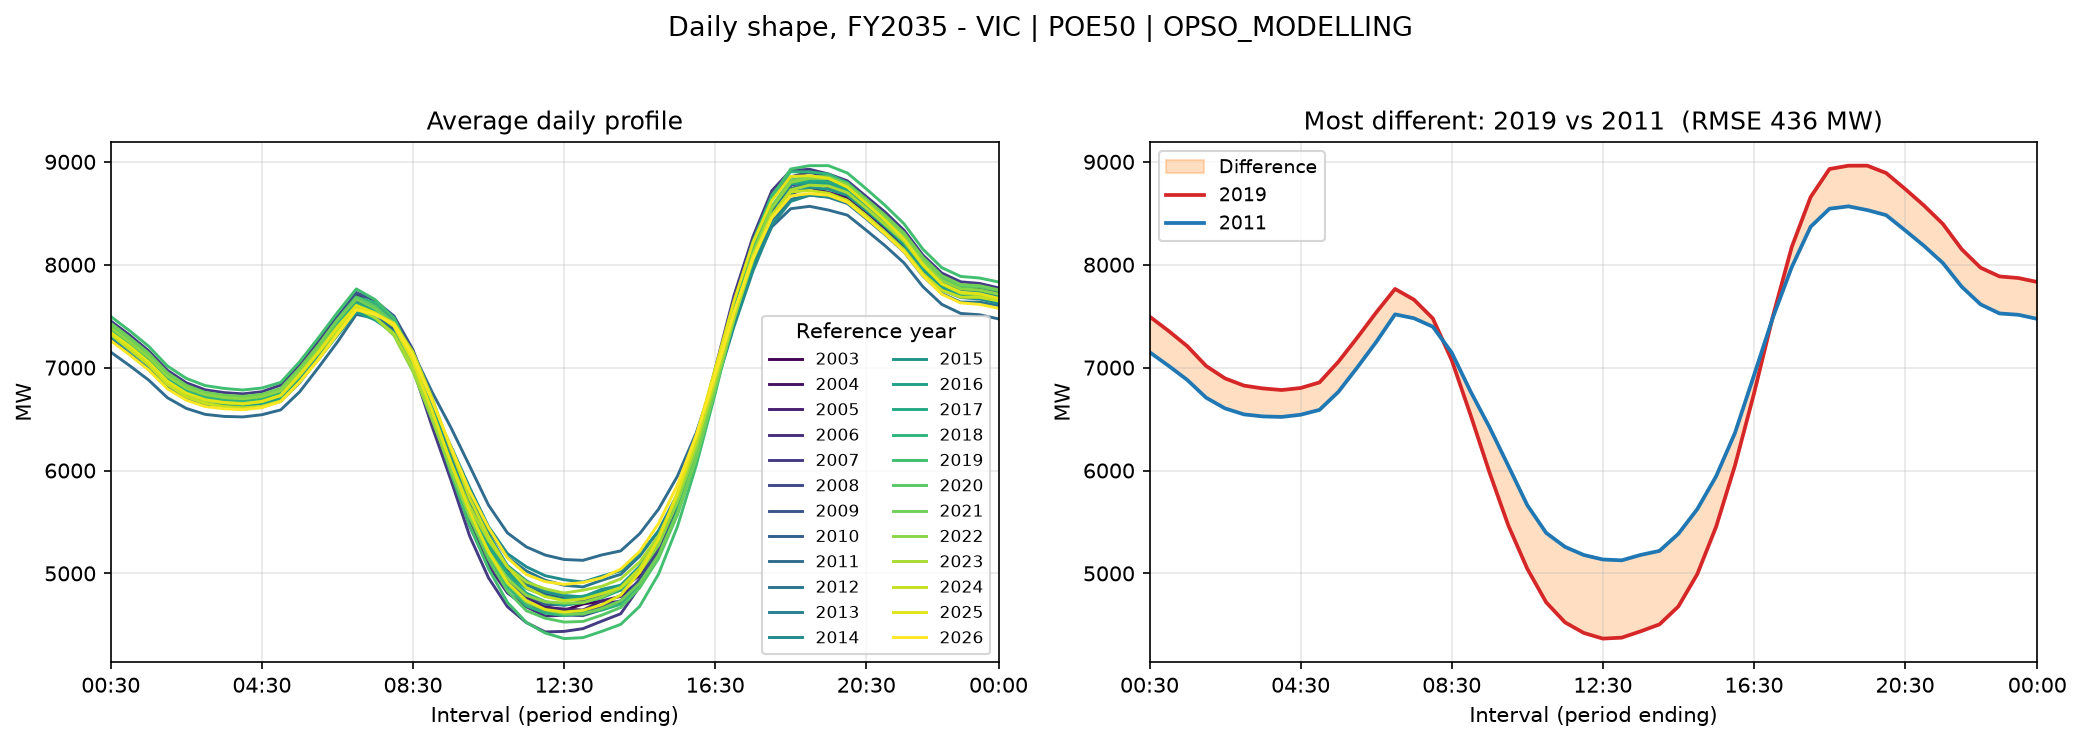 Daily shape, FY2035 - VIC | POE50 | OPSO_MODELLING
Average daily profile
MW
9000
8000
7000
6000
5000
00:30 04:30 08:30 12:30 16:30 20:30 00:00
Interval (period ending)
Reference year
2003 2015
2004 2016
2005 2017
2006 2018
2007 2019
2008 2020
2009 2021
2010 2022
2011 2023
2012 2024
2013 2025
2014 2026
Most different: 2019 vs 2011 (RMSE 436 MW)
Difference
2019
2011
MW
9000
8000
7000
6000
5000
00:30 04:30 08:30 12:30 16:30 20:30 00:00
Interval (period ending)